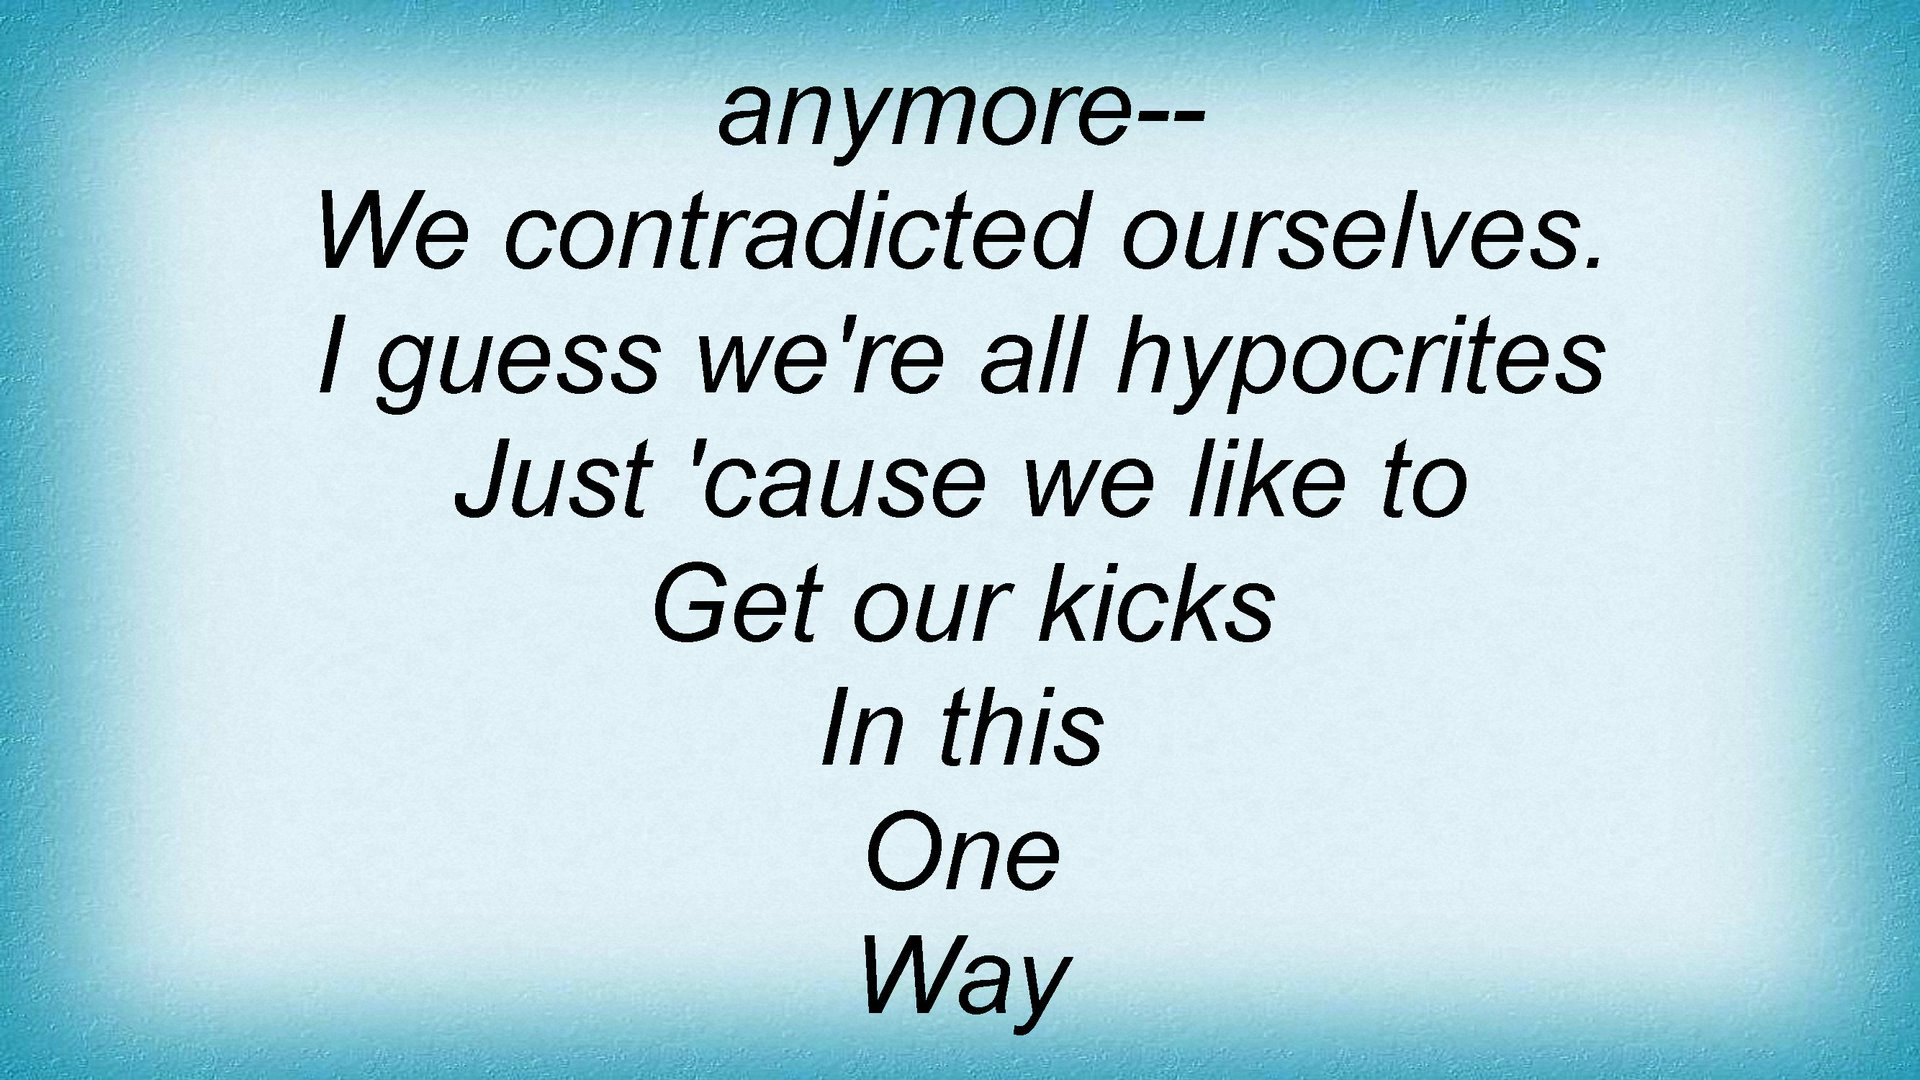 anymore--
We contradicted ourselves.
I guess we're all hypocrites
Just 'cause we like to
Get our kicks
In this
One
Way